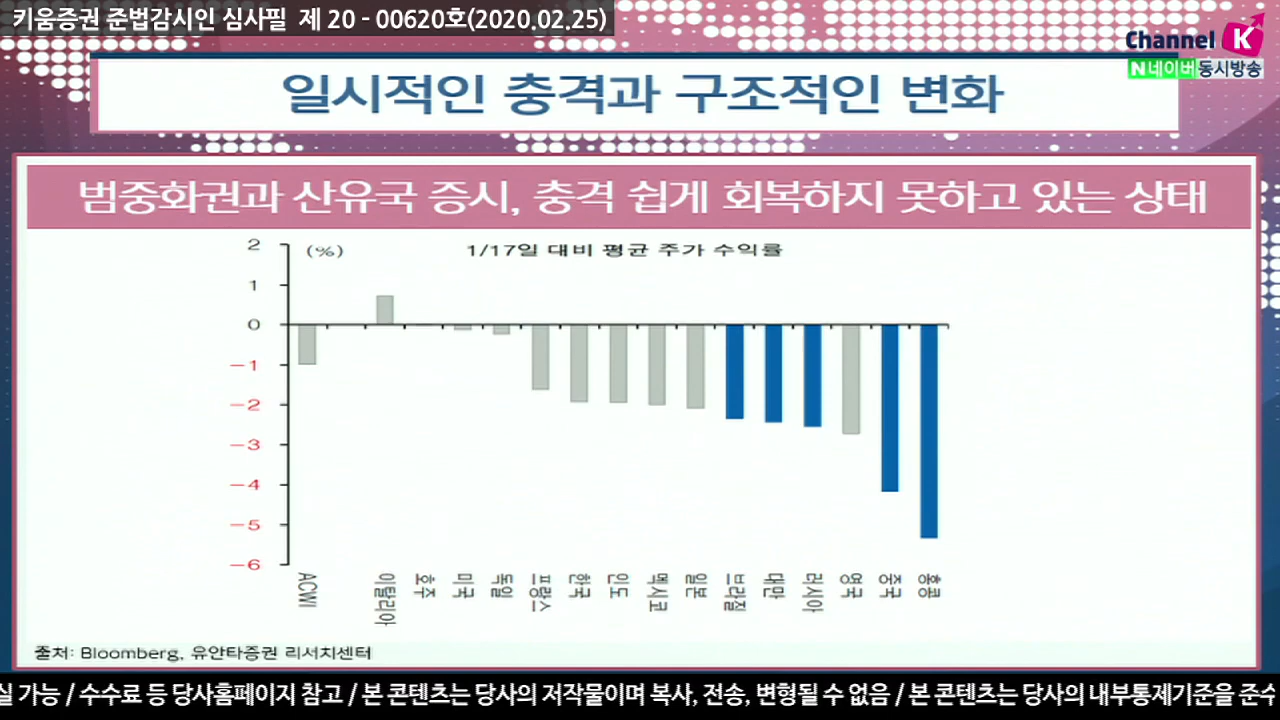 키움증권 준법감시인 심사필 제 20 - 00620호(2020.02.25)
Channel K
N 네이버 동시방송
일시적인 충격과 구조적인 변화
범중화권과 산유국 증시, 충격 쉽게 회복하지 못하고 있는 상태
(%)
1/17일 대비 평균 주가 수익률
2
1
0
-1
-2
-3
-4
-5
-6
ACWI
이탈리아
호주
미국
독일
프랑스
한국
인도
멕시코
일본
브라질
대만
러시아
영국
중국
홍콩
출처: Bloomberg, 유안타증권 리서치센터
실 가능 / 수수료 등 당사홈페이지 참고 / 본 콘텐츠는 당사의 저작물이며 복사, 전송, 변형될 수 없음 / 본 콘텐츠는 당사의 내부통제기준을 준수